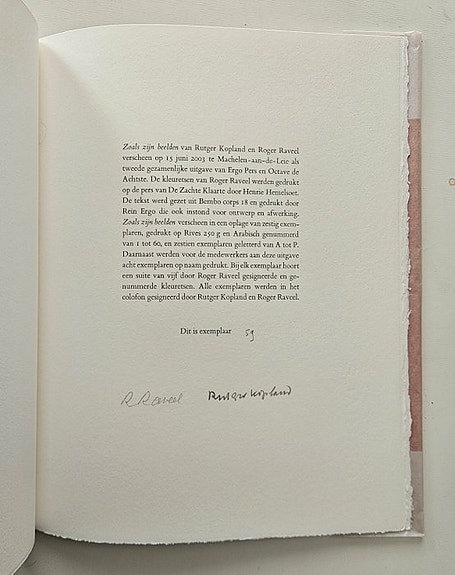 Zoals zijn beelden van Rutger Kopland en Roger Raveel
verscheen op 15 juni 2003 te Machelen-aan-de-Leie als
tweede gezamenlijke uitgave van Ergo Pers en Octave de
Achtste. De kleuretsen van Roger Raveel werden gedrukt
op de pers van De Zachte Klaarte door Henrie Hemelsoet.
De tekst werd gezet uit Bembo corps 18 en gedrukt door
Rein Ergo die ook instond voor ontwerp en afwerking.
Zoals zijn beelden verscheen in een oplage van zestig exem-
plaren, gedrukt op Rives 250 g en Arabisch genummerd
van 1 tot 60, en zestien exemplaren geletterd van A tot P.
Daarnaast werden voor de medewerkers aan deze uitgave
acht exemplaren op naam gedrukt. Bij elk exemplaar hoort
een suite van vijf door Roger Raveel gesigneerde en ge-
nummerde kleuretsen. Alle exemplaren werden in het
colofon gesigneerd door Rutger Kopland en Roger Raveel.
Dit is exemplaar 59
R Raveel Rutger Kopland